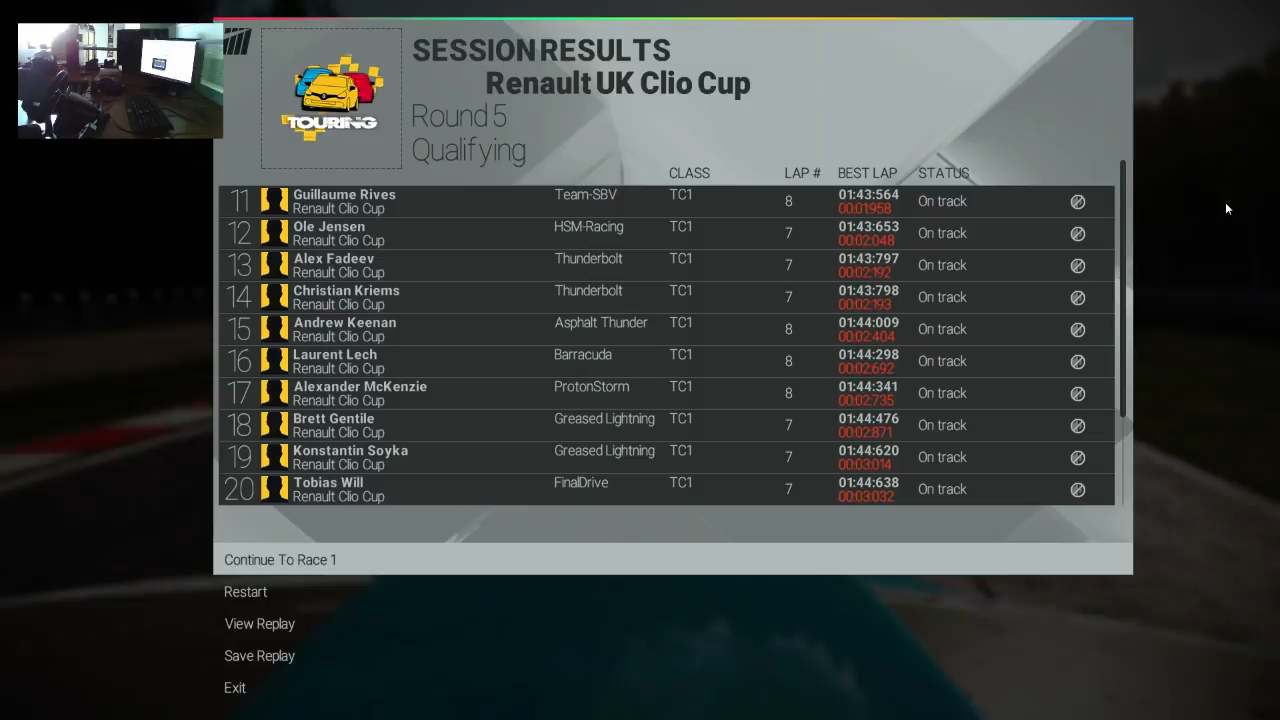 SESSION RESULTS
Renault UK Clio Cup
Round 5
Qualifying
TOURING
CLASS LAP # BEST LAP STATUS
11 Guillaume Rives Team-SBV TC1 8 01:43:564 On track
Renault Clio Cup 00:01:958
12 Ole Jensen HSM-Racing TC1 7 01:43:653 On track
Renault Clio Cup 00:02:048
13 Alex Fadeev Thunderbolt TC1 7 01:43:797 On track
Renault Clio Cup 00:02:192
14 Christian Kriems Thunderbolt TC1 7 01:43:798 On track
Renault Clio Cup 00:02:193
15 Andrew Keenan Asphalt Thunder TC1 8 01:44:009 On track
Renault Clio Cup 00:02:404
16 Laurent Lech Barracuda TC1 8 01:44:298 On track
Renault Clio Cup 00:02:692
17 Alexander McKenzie ProtonStorm TC1 8 01:44:341 On track
Renault Clio Cup 00:02:735
18 Brett Gentile Greased Lightning TC1 7 01:44:476 On track
Renault Clio Cup 00:02:871
19 Konstantin Soyka Greased Lightning TC1 7 01:44:620 On track
Renault Clio Cup 00:03:014
20 Tobias Will FinalDrive TC1 7 01:44:638 On track
Renault Clio Cup 00:03:032
Continue To Race 1
Restart
View Replay
Save Replay
Exit